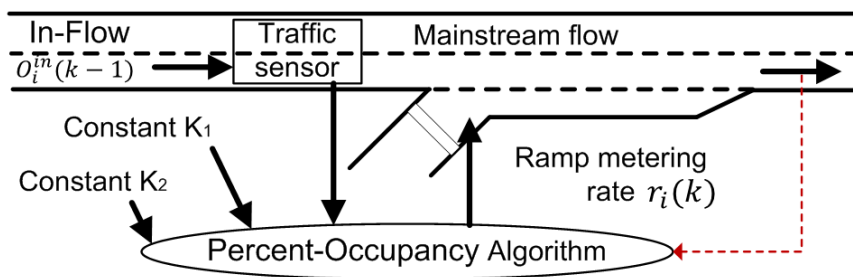 In-Flow
Traffic
sensor
Mainstream flow
O_i^{in}(k − 1)
Constant K₁
Constant K₂
Ramp metering
rate r_i(k)
Percent-Occupancy Algorithm